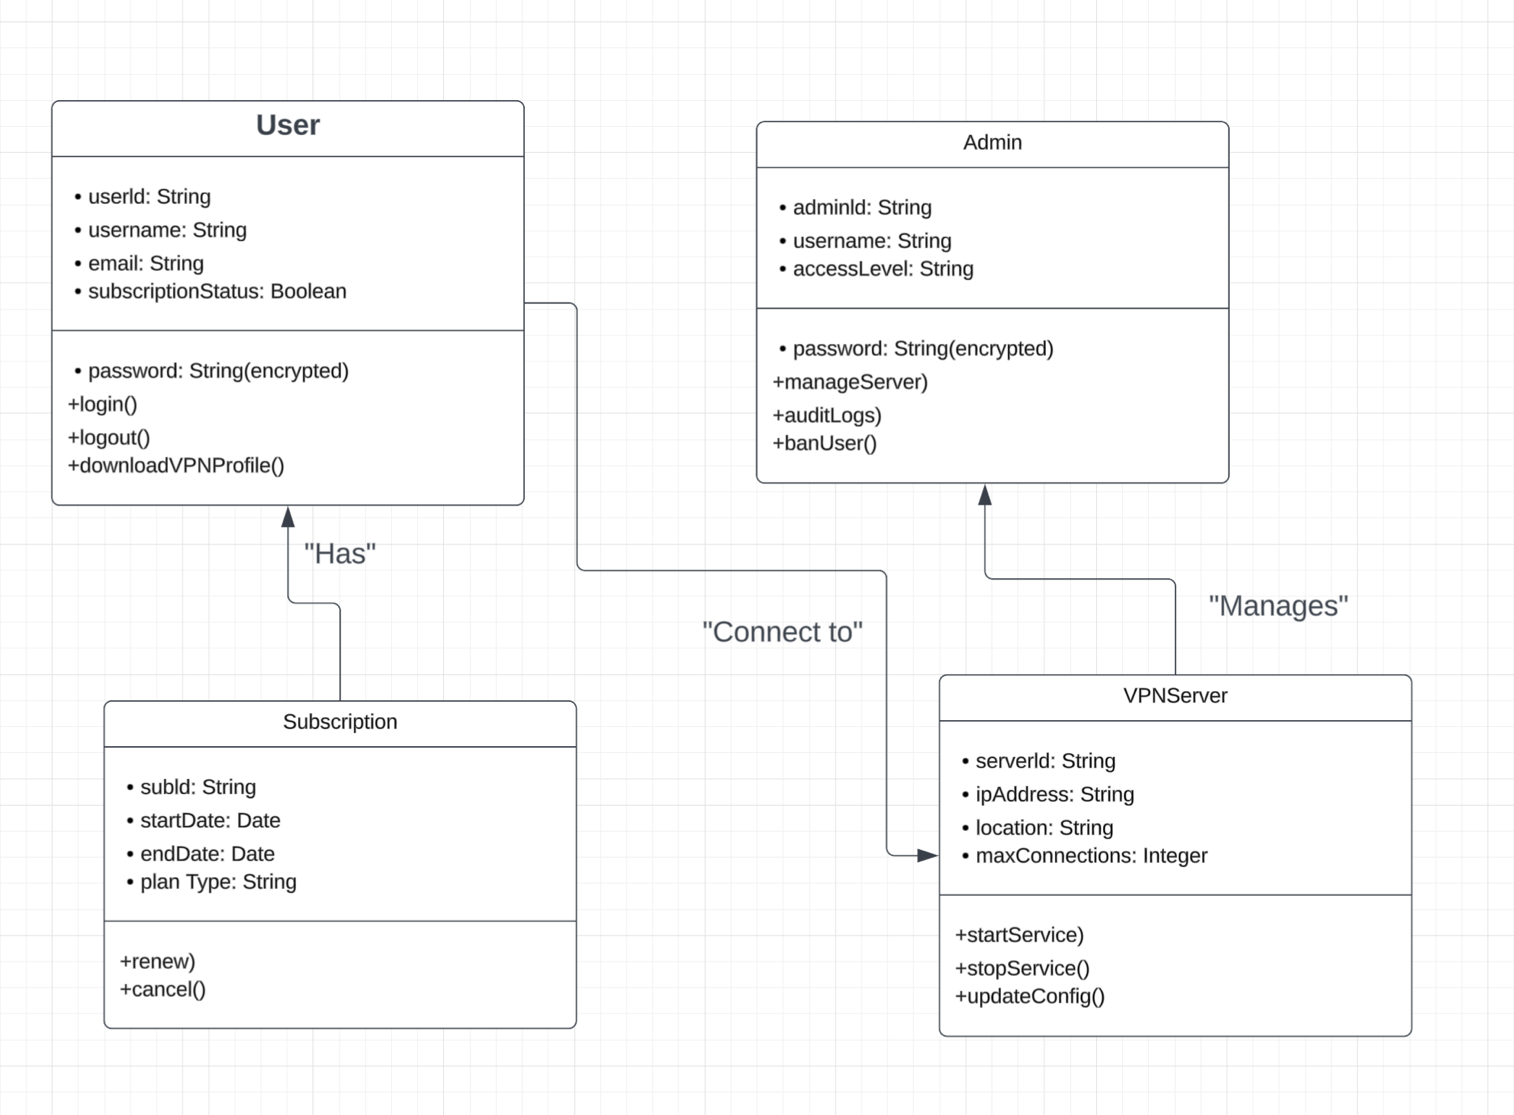 User
• userId: String
• username: String
• email: String
• subscriptionStatus: Boolean
• password: String(encrypted)
+login()
+logout()
+downloadVPNProfile()
Admin
• adminId: String
• username: String
• accessLevel: String
• password: String(encrypted)
+manageServer)
+auditLogs)
+banUser()
"Has"
"Connect to"
"Manages"
Subscription
• subId: String
• startDate: Date
• endDate: Date
• plan Type: String
+renew)
+cancel()
VPNServer
• serverId: String
• ipAddress: String
• location: String
• maxConnections: Integer
+startService)
+stopService()
+updateConfig()